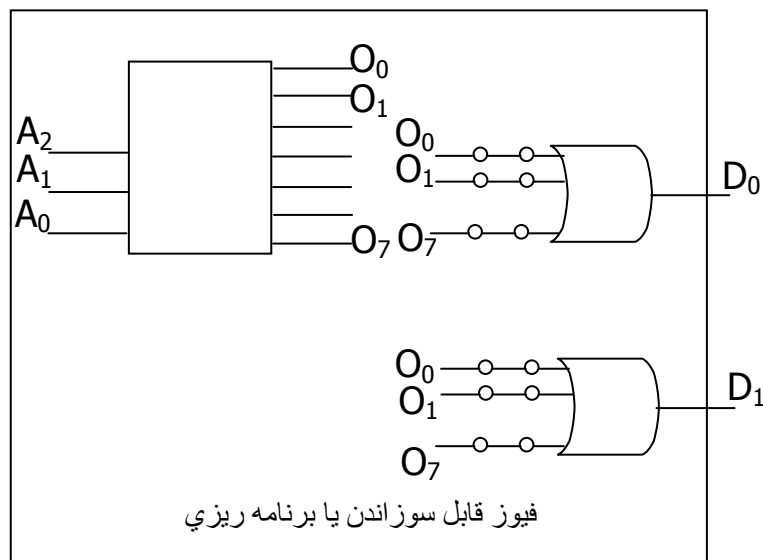 O₀
O₁
A₂
A₁
A₀
O₇
O₀
O₁
O₇
D₀
O₀
O₁
O₇
D₁
فيوز قابل سوزاندن يا برنامه ريزي